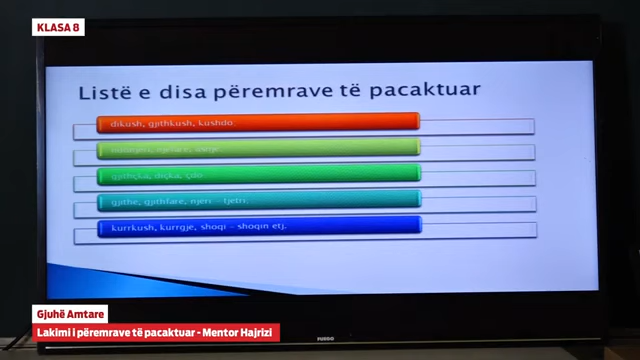 KLASA 8
Listë e disa përemrave të pacaktuar
dikush, gjithkush, kushdo
gjithçka, diçka, çdo
gjithe, gjithfare, njëri – tjetri,
kurrkush, kurrgje, shoqi – shoqin etj.
Gjuhë Amtare
Lakimi i përemrave të pacaktuar - Mentor Hajrizi